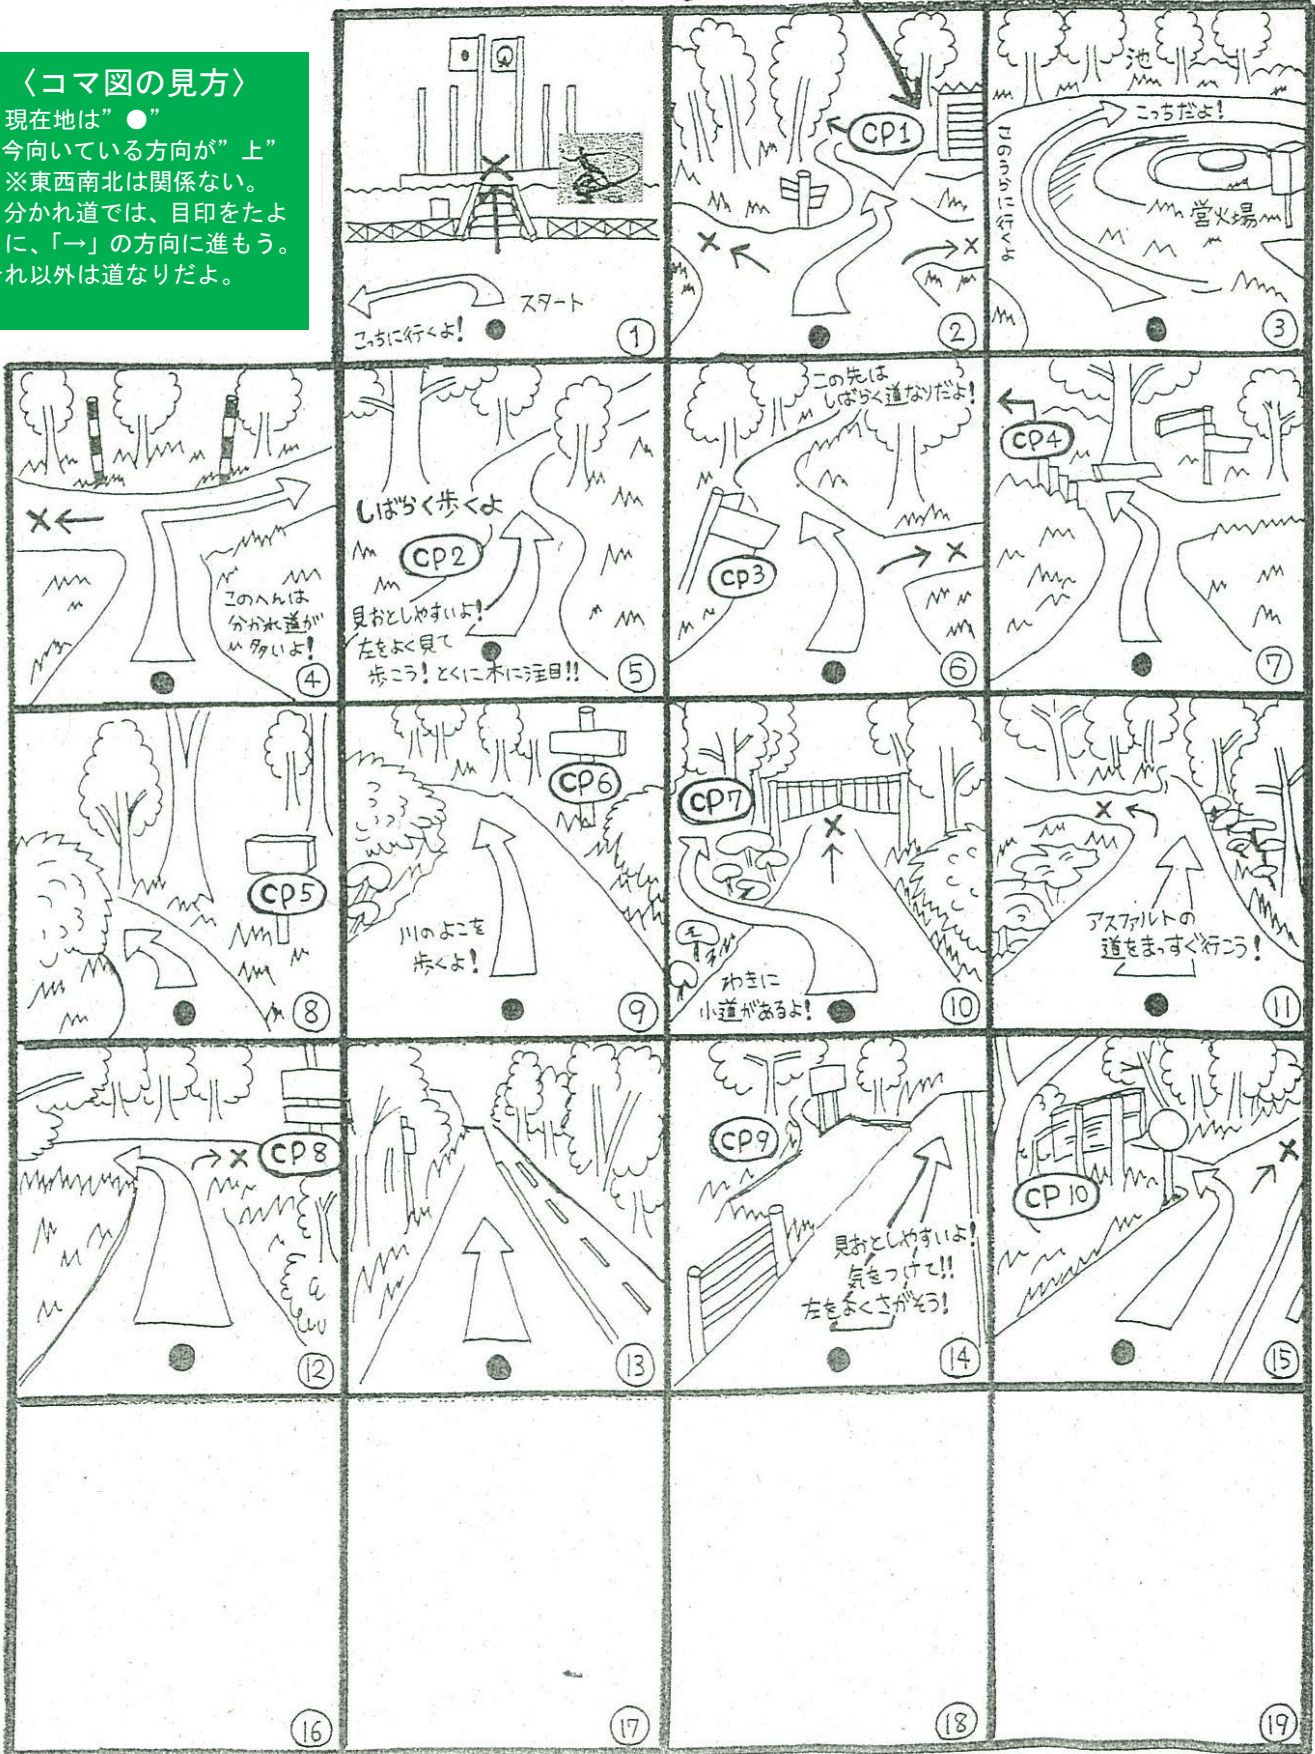 〈コマ図の見方〉
現在地は”●”
今向いている方向が”上”
※東西南北は関係ない。
分かれ道では、目印をたよ
に、「→」の方向に進もう。
れ以外は道なりだよ。
スタート
こっちに行くよ!
①
CP1
②
池
こっちだよ!
このうらに行くよ
営火場
③
このへんは
分かれ道が
多いよ!
④
しばらく歩くよ
CP2
見おとしやすいよ!
左をよく見て
歩こう!とくに木に注目!!
⑤
この先は
しばらく道なりだよ!
CP3
⑥
CP4
⑦
CP5
⑧
CP6
川のよこを
歩くよ!
⑨
CP7
わきに
小道があるよ!
⑩
アスファルトの
道をまっすぐ行こう!
⑪
CP8
⑫
⑬
CP9
見おとしやすいよ!
気をつけて!!
左をよくさがそう!
⑭
CP10
⑮
⑯
⑰
⑱
⑲